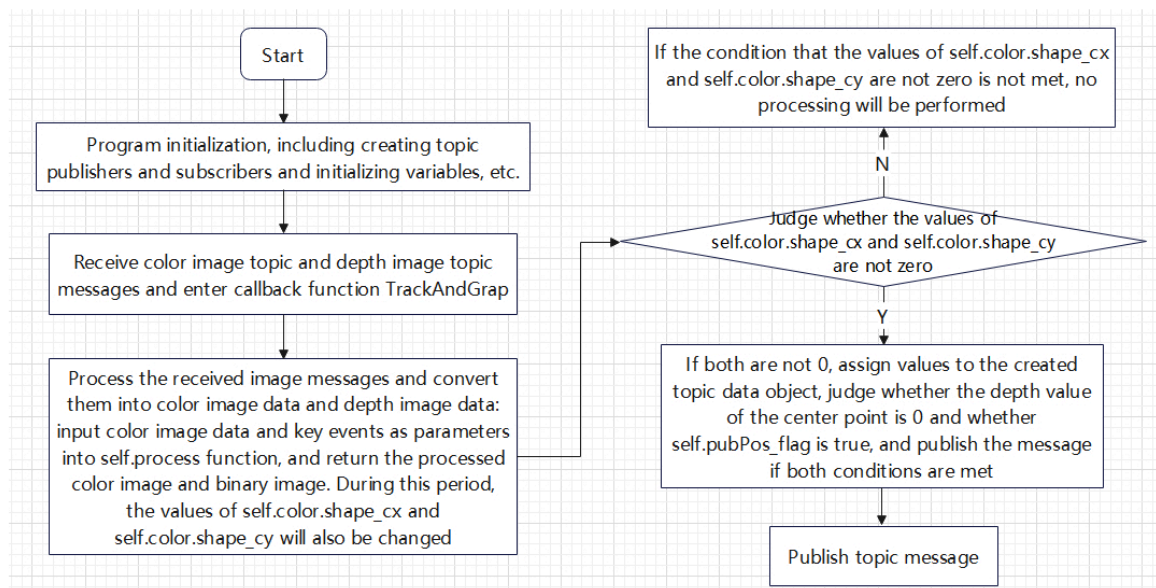 Start
Program initialization, including creating topic
publishers and subscribers and initializing variables, etc.
Receive color image topic and depth image topic
messages and enter callback function TrackAndGrap
Process the received image messages and convert
them into color image data and depth image data:
input color image data and key events as parameters
into self.process function, and return the processed
color image and binary image. During this period,
the values of self.color.shape_cx and
self.color.shape_cy will also be changed
If the condition that the values of self.color.shape_cx
and self.color.shape_cy are not zero is not met, no
processing will be performed
N
Judge whether the values of
self.color.shape_cx and self.color.shape_cy
are not zero
Y
If both are not 0, assign values to the created
topic data object, judge whether the depth value
of the center point is 0 and whether
self.pubPos_flag is true, and publish the message
if both conditions are met
Publish topic message